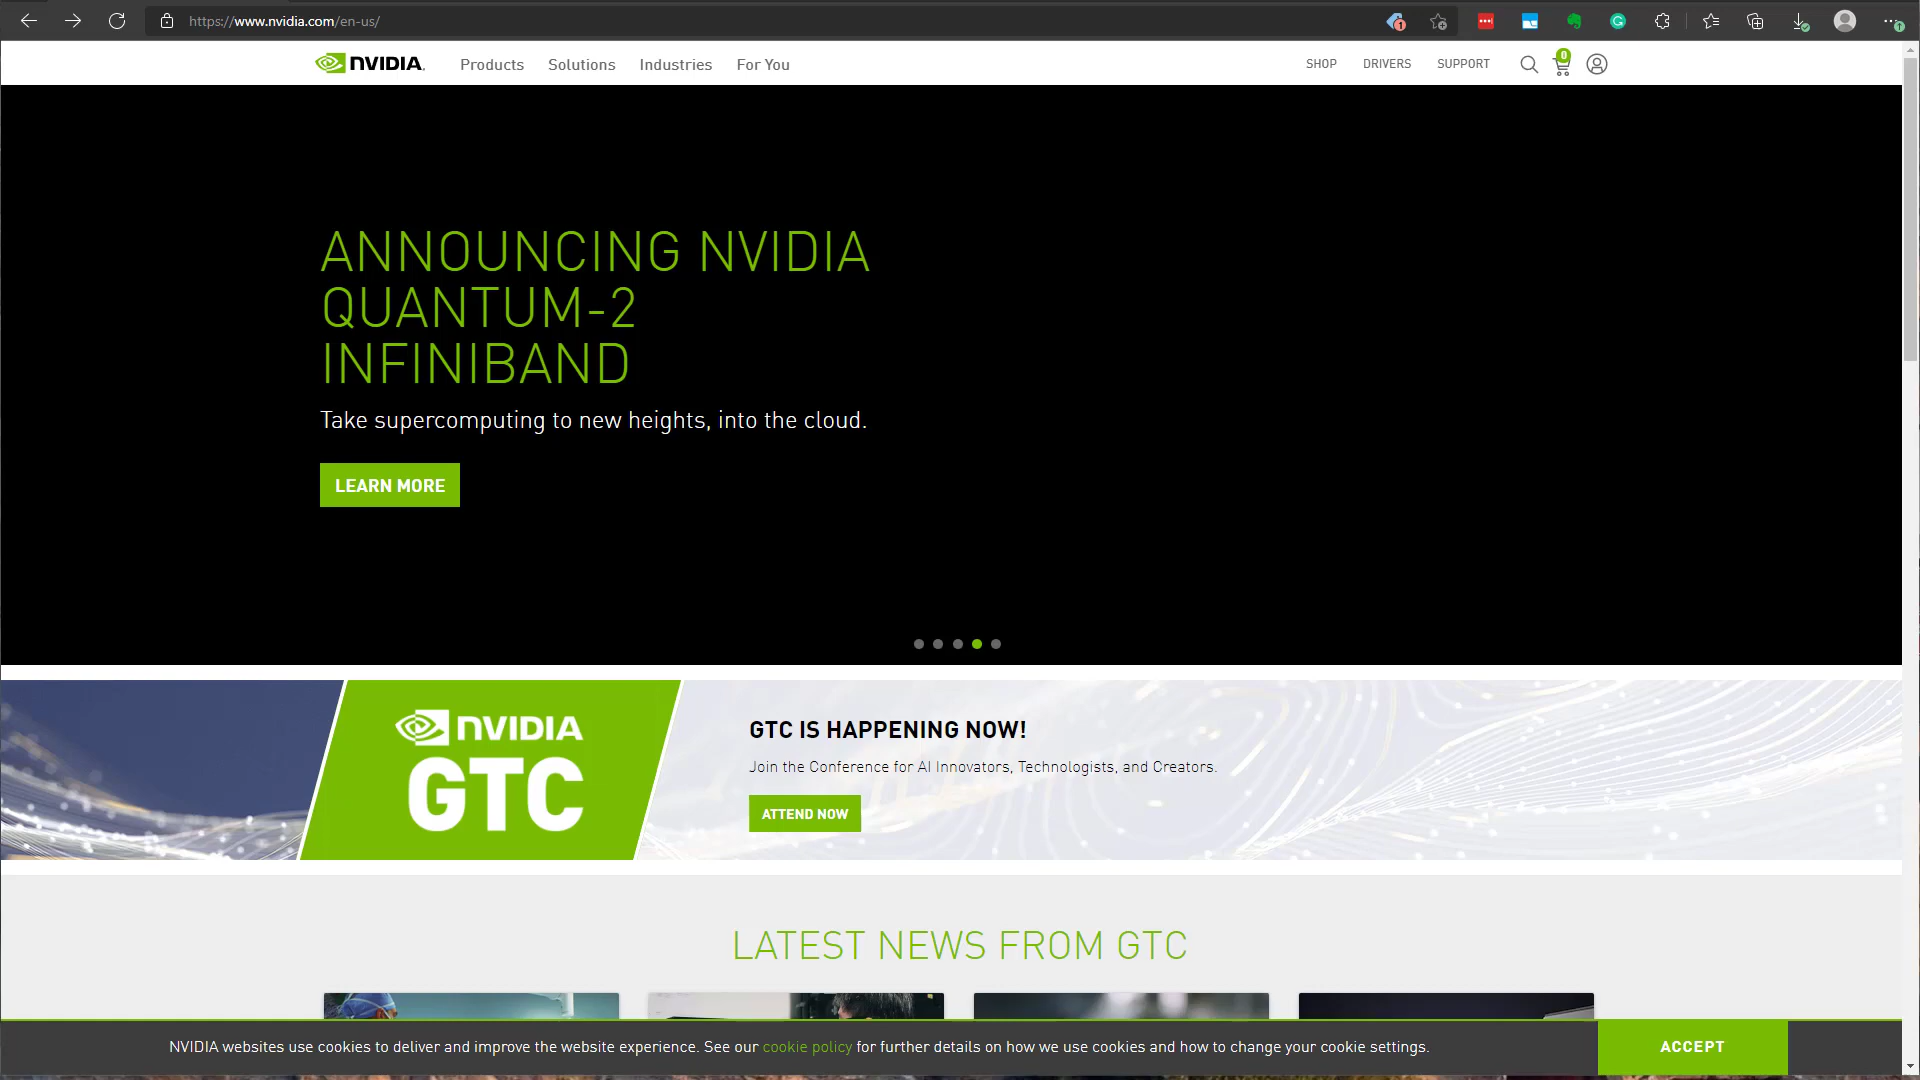 https://www.nvidia.com/en-us/
1
NVIDIA.
Products Solutions Industries For You
SHOP DRIVERS SUPPORT
0
ANNOUNCING NVIDIA
QUANTUM-2
INFINIBAND
Take supercomputing to new heights, into the cloud.
LEARN MORE
NVIDIA
GTC
GTC IS HAPPENING NOW!
Join the Conference for AI Innovators, Technologists, and Creators.
ATTEND NOW
LATEST NEWS FROM GTC
NVIDIA websites use cookies to deliver and improve the website experience. See our cookie policy for further details on how we use cookies and how to change your cookie settings.
ACCEPT